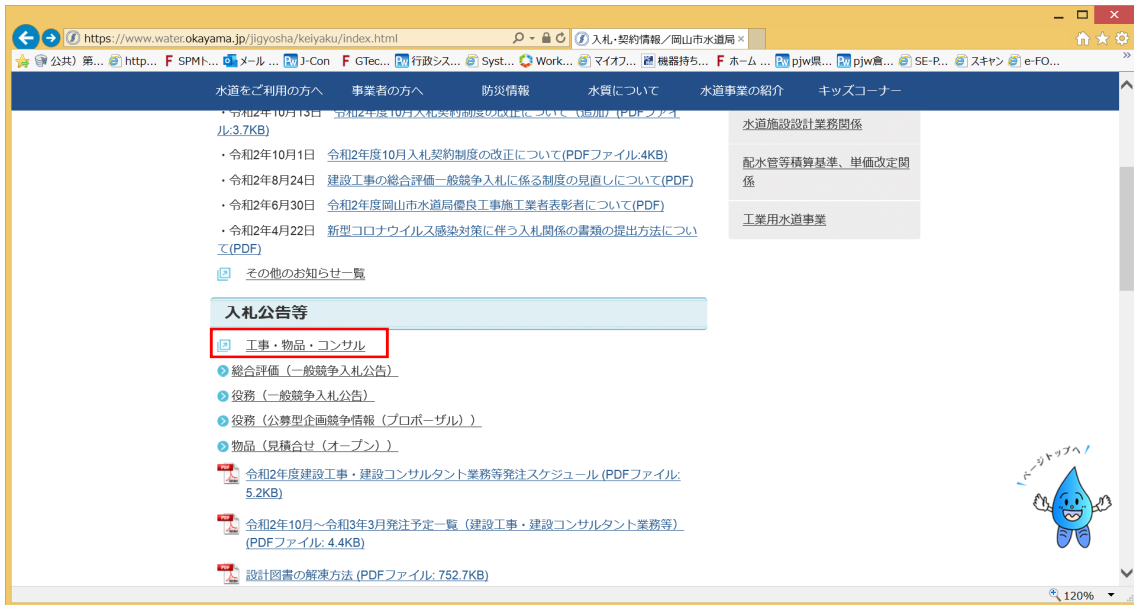 https://www.water.okayama.jp/jigyosha/keiyaku/index.html
入札・契約情報／岡山市水道局 ×
公共）第... http... SPMト... メール ... J-Con GTec... 行政シス... Syst... Work... マイオフ... 機器持ち... ホーム ... pjw県... pjw倉... SE-P... スキャン e-FO... »
水道をご利用の方へ 事業者の方へ 防災情報 水質について 水道事業の紹介 キッズコーナー
・令和2年10月13日 令和2年度10月入札契約制度の改正について（追加）(PDFファイ
ル:3.7KB)
・令和2年10月1日 令和2年度10月入札契約制度の改正について(PDFファイル:4KB)
・令和2年8月24日 建設工事の総合評価一般競争入札に係る制度の見直しについて(PDF)
・令和2年6月30日 令和2年度岡山市水道局優良工事施工業者表彰者について(PDF)
・令和2年4月22日 新型コロナウイルス感染対策に伴う入札関係の書類の提出方法につい
て(PDF)
その他のお知らせ一覧
水道施設設計業務関係
配水管等積算基準、単価改定関
係
工業用水道事業
入札公告等
工事・物品・コンサル
総合評価（一般競争入札公告）
役務（一般競争入札公告）
役務（公募型企画競争情報（プロポーザル））
物品（見積合せ（オープン））
令和2年度建設工事・建設コンサルタント業務等発注スケジュール (PDFファイル:
5.2KB)
令和2年10月～令和3年3月発注予定一覧（建設工事・建設コンサルタント業務等）
(PDFファイル: 4.4KB)
設計図書の解凍方法 (PDFファイル: 752.7KB)
ページトップへ
120%